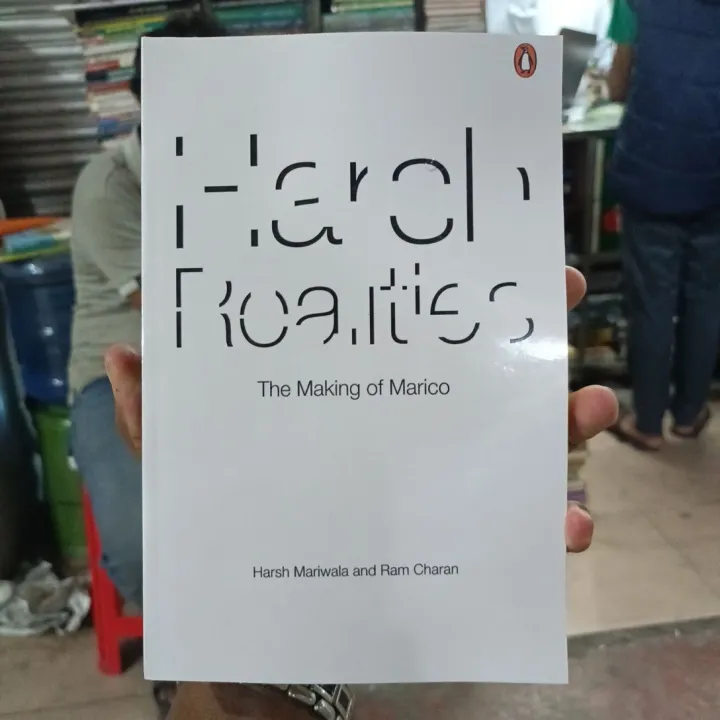 Harsh
Realities
The Making of Marico
Harsh Mariwala and Ram Charan